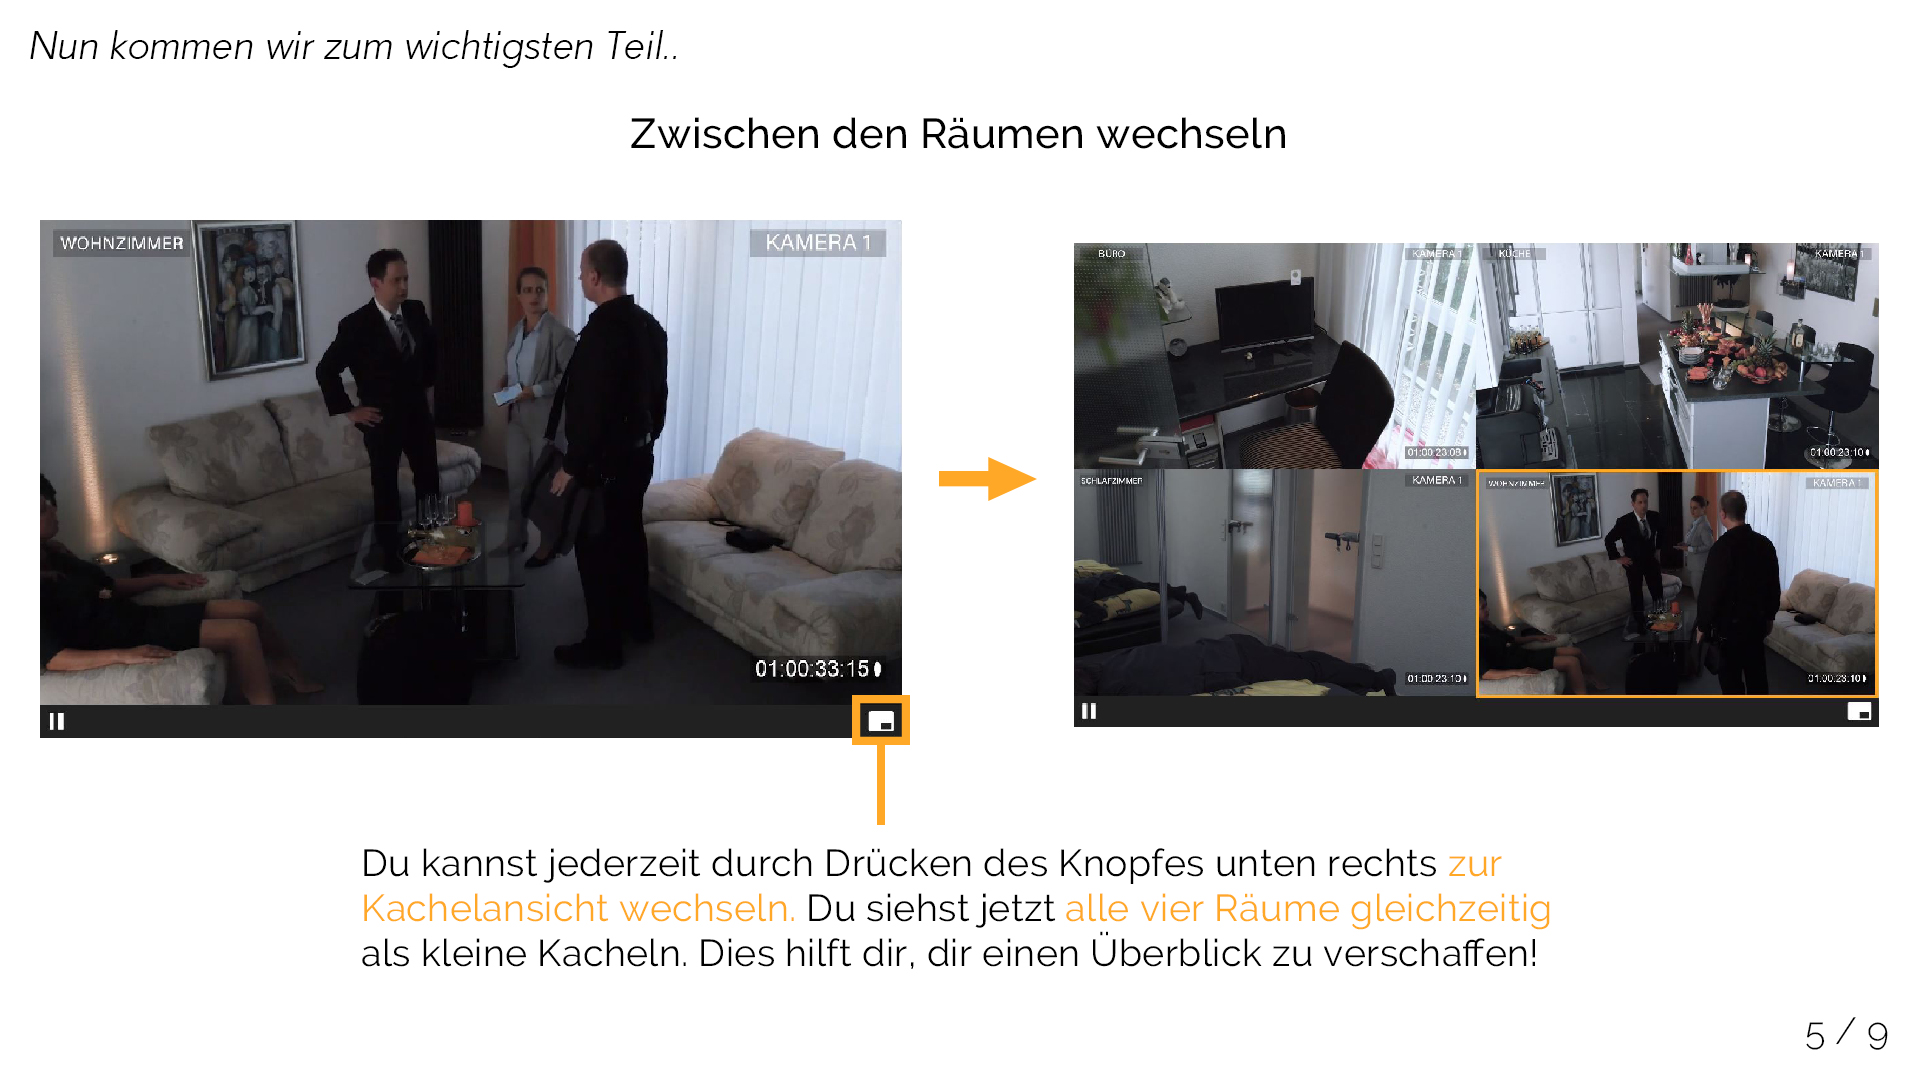 Nun kommen wir zum wichtigsten Teil..
Zwischen den Räumen wechseln
WOHNZIMMER
KAMERA 1
01:00:33:15
BÜRO
KAMERA 1
KÜCHE
KAMERA 1
01:00:23:08
01:00:23:10
SCHLAFZIMMER
KAMERA 1
WOHNZIMMER
KAMERA 1
01:00:23:10
01:00:23:10
Du kannst jederzeit durch Drücken des Knopfes unten rechts zur
Kachelansicht wechseln. Du siehst jetzt alle vier Räume gleichzeitig
als kleine Kacheln. Dies hilft dir, dir einen Überblick zu verschaffen!
5 / 9